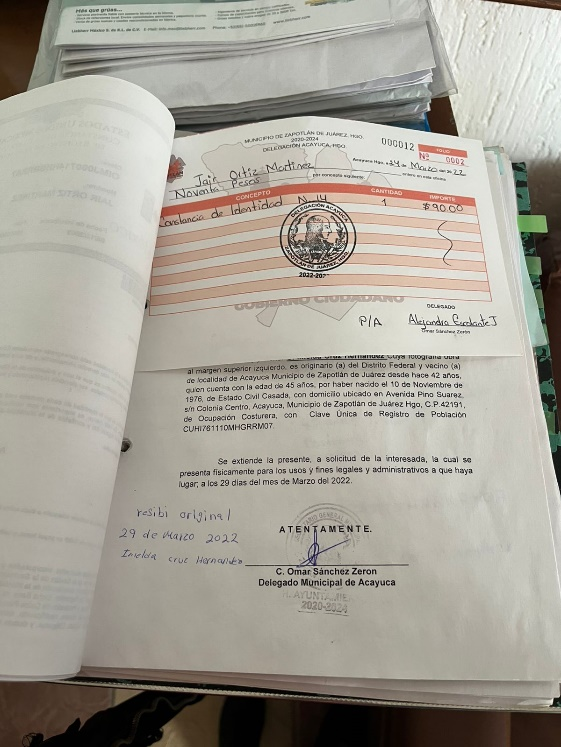 Más que grúas...
MUNICIPIO DE ZAPOTLÁN DE JUÁREZ, HGO.
2020-2024
DELEGACIÓN ACAYUCA, HGO.
000012
FOLIO
Nº 0002
Acayuca Hgo. a 24 de Marzo del 2022
Jair Ortiz Martinez
Noventa Pesos
por concepto siguiente:
CONCEPTO CANTIDAD IMPORTE
Constancia de Identidad N. 14 1 $90.00
DELEGACIÓN ACAYUCA
ZAPOTLÁN DE JUÁREZ, HGO.
GOBIERNO CIUDADANO
DELEGADO
P/A Alejandra Escalante J
Omar Sánchez Zeron
Cruz Hernández Cuya fotografía obra
al margen superior izquierdo, es originario (a) del Distrito Federal y vecino (a)
de localidad de Acayuca Municipio de Zapotlán de Juárez desde hace 42 años,
quien cuenta con la edad de 45 años, por haber nacido el 10 de Noviembre de
1976, de Estado Civil Casada, con domicilio ubicado en Avenida Pino Suarez,
s/n Colonia Centro, Acayuca, Municipio de Zapotlán de Juárez Hgo, C.P 42191,
de Ocupación Costurera, con Clave Única de Registro de Población
CUHI761110MHGRRM07.
Se extiende la presente, a solicitud de la interesada, la cual se
presenta físicamente para los usos y fines legales y administrativos a que haya
lugar; a los 29 días del mes de Marzo del 2022.
recibi original
29 de Marzo 2022
Imelda Cruz Hernandez
ATENTAMENTE.
C. Omar Sánchez Zeron
Delegado Municipal de Acayuca
2020-2024